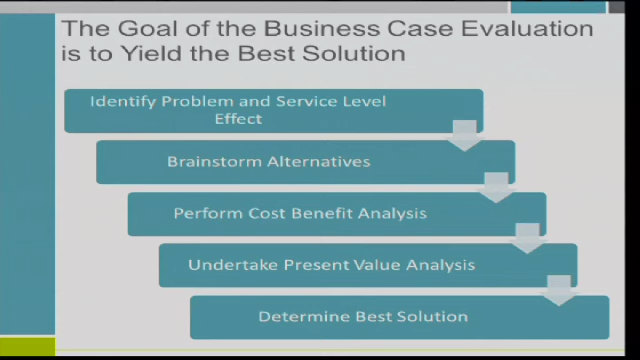 The Goal of the Business Case Evaluation
is to Yield the Best Solution
Identify Problem and Service Level
Effect
Brainstorm Alternatives
Perform Cost Benefit Analysis
Undertake Present Value Analysis
Determine Best Solution